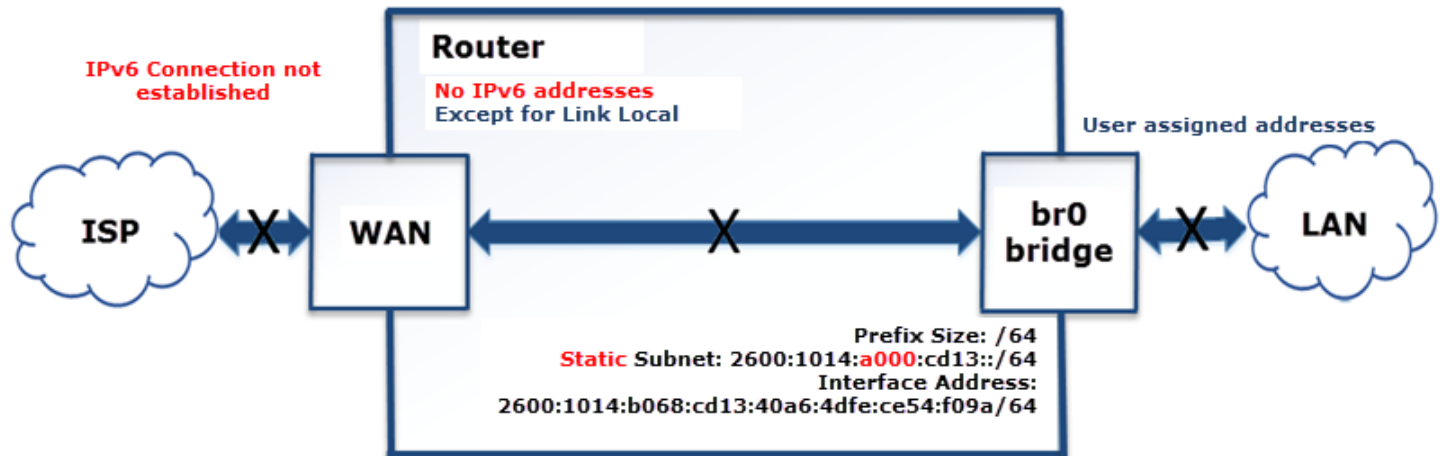 Router
IPv6 Connection not
established
No IPv6 addresses
Except for Link Local
User assigned addresses
ISP
X
WAN
X
br0
bridge
X
LAN
Prefix Size: /64
Static Subnet: 2600:1014:a000:cd13::/64
Interface Address:
2600:1014:b068:cd13:40a6:4dfe:ce54:f09a/64